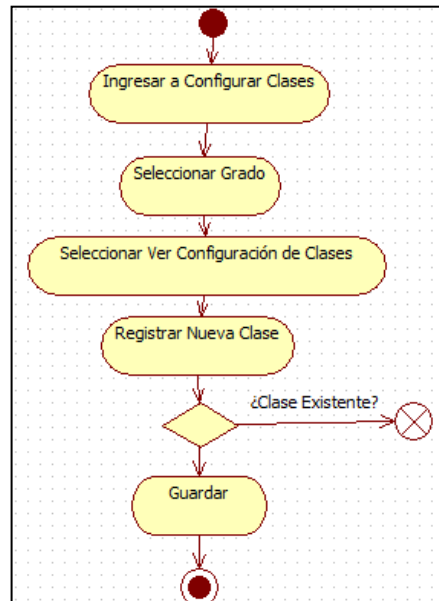 Ingresar a Configurar Clases
Seleccionar Grado
Seleccionar Ver Configuración de Clases
Registrar Nueva Clase
¿Clase Existente?
Guardar